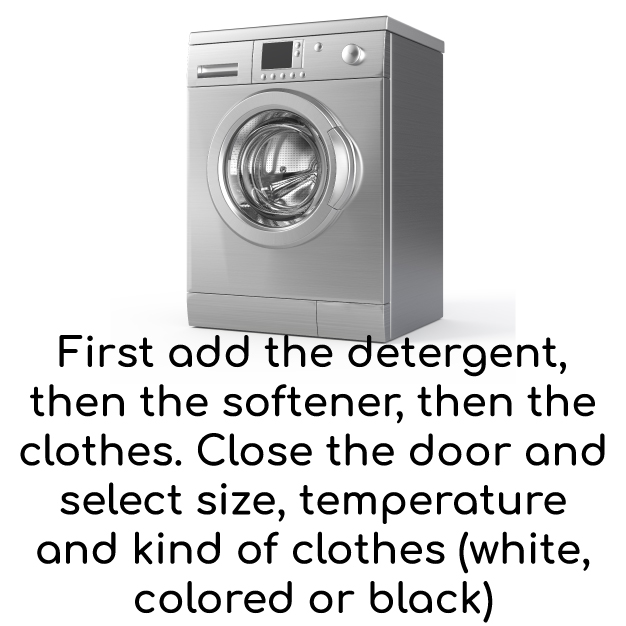 First add the detergent,
then the softener, then the
clothes. Close the door and
select size, temperature
and kind of clothes (white,
colored or black)